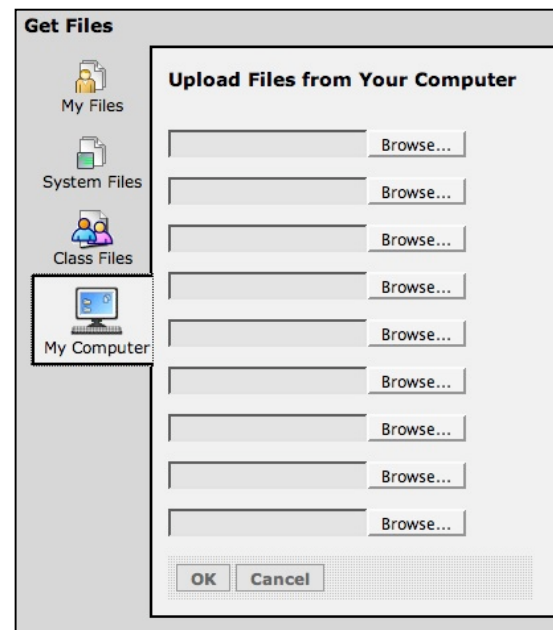 Get Files
My Files
System Files
Class Files
My Computer
Upload Files from Your Computer
Browse...
Browse...
Browse...
Browse...
Browse...
Browse...
Browse...
Browse...
Browse...
OK Cancel